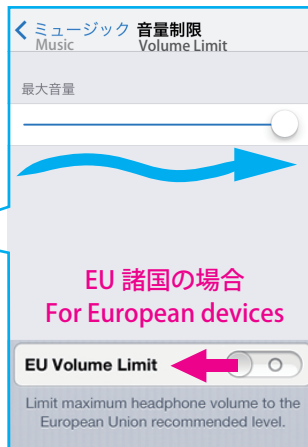 ミュージック 音量制限
Music Volume Limit
最大音量
EU 諸国の場合
For European devices
EU Volume Limit
Limit maximum headphone volume to the
European Union recommended level.